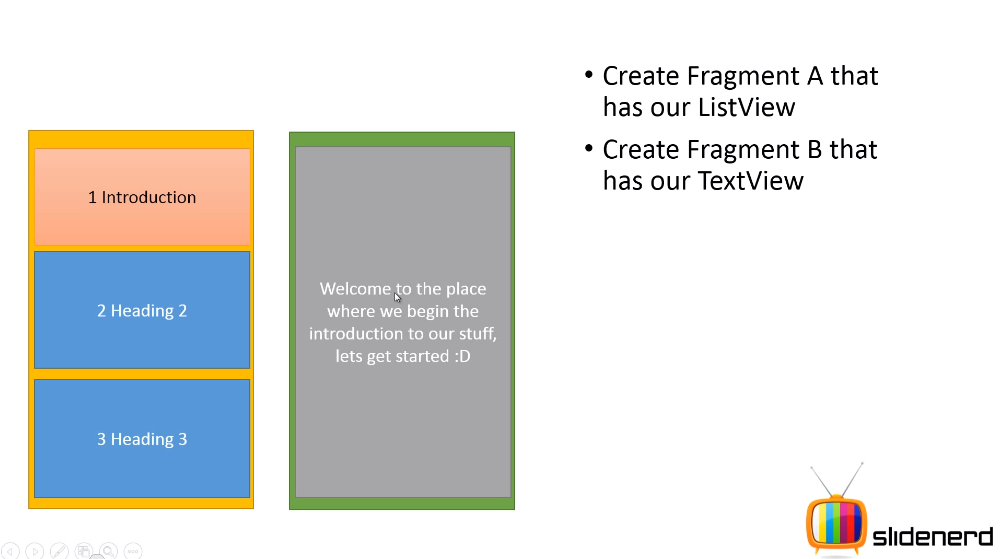 1 Introduction
2 Heading 2
3 Heading 3
Welcome to the place
where we begin the
introduction to our stuff,
lets get started :D
• Create Fragment A that
has our ListView
• Create Fragment B that
has our TextView
slidenerd